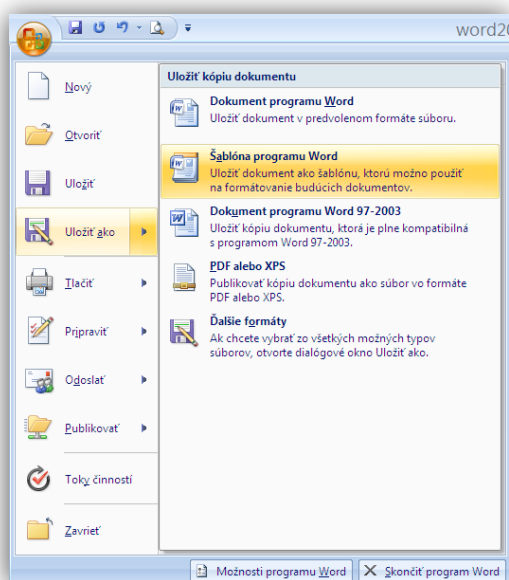 word20
Nový
Otvoriť
Uložiť
Uložiť ako
Tlačiť
Pripraviť
Odoslať
Publikovať
Toky činností
Zavrieť
Uložiť kópiu dokumentu
Dokument programu Word
Uložiť dokument v predvolenom formáte súboru.
Šablóna programu Word
Uložiť dokument ako šablónu, ktorú možno použiť
na formátovanie budúcich dokumentov.
Dokument programu Word 97-2003
Uložiť kópiu dokumentu, ktorá je plne kompatibilná
s programom Word 97-2003.
PDF alebo XPS
Publikovať kópiu dokumentu ako súbor vo formáte
PDF alebo XPS.
Ďalšie formáty
Ak chcete vybrať zo všetkých možných typov
súborov, otvorte dialógové okno Uložiť ako.
Možnosti programu Word
Skončiť program Word